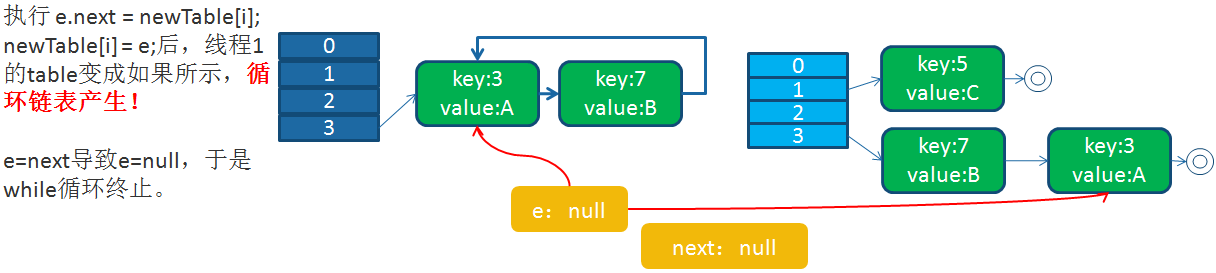 执行 e.next = newTable[i];
newTable[i] = e;后，线程1
的table变成如果所示，循
环链表产生！
e=next导致e=null，于是
while循环终止。
0
1
2
3
key:3
value:A
key:7
value:B
0
1
2
3
key:5
value:C
key:7
value:B
key:3
value:A
e：null
next：null